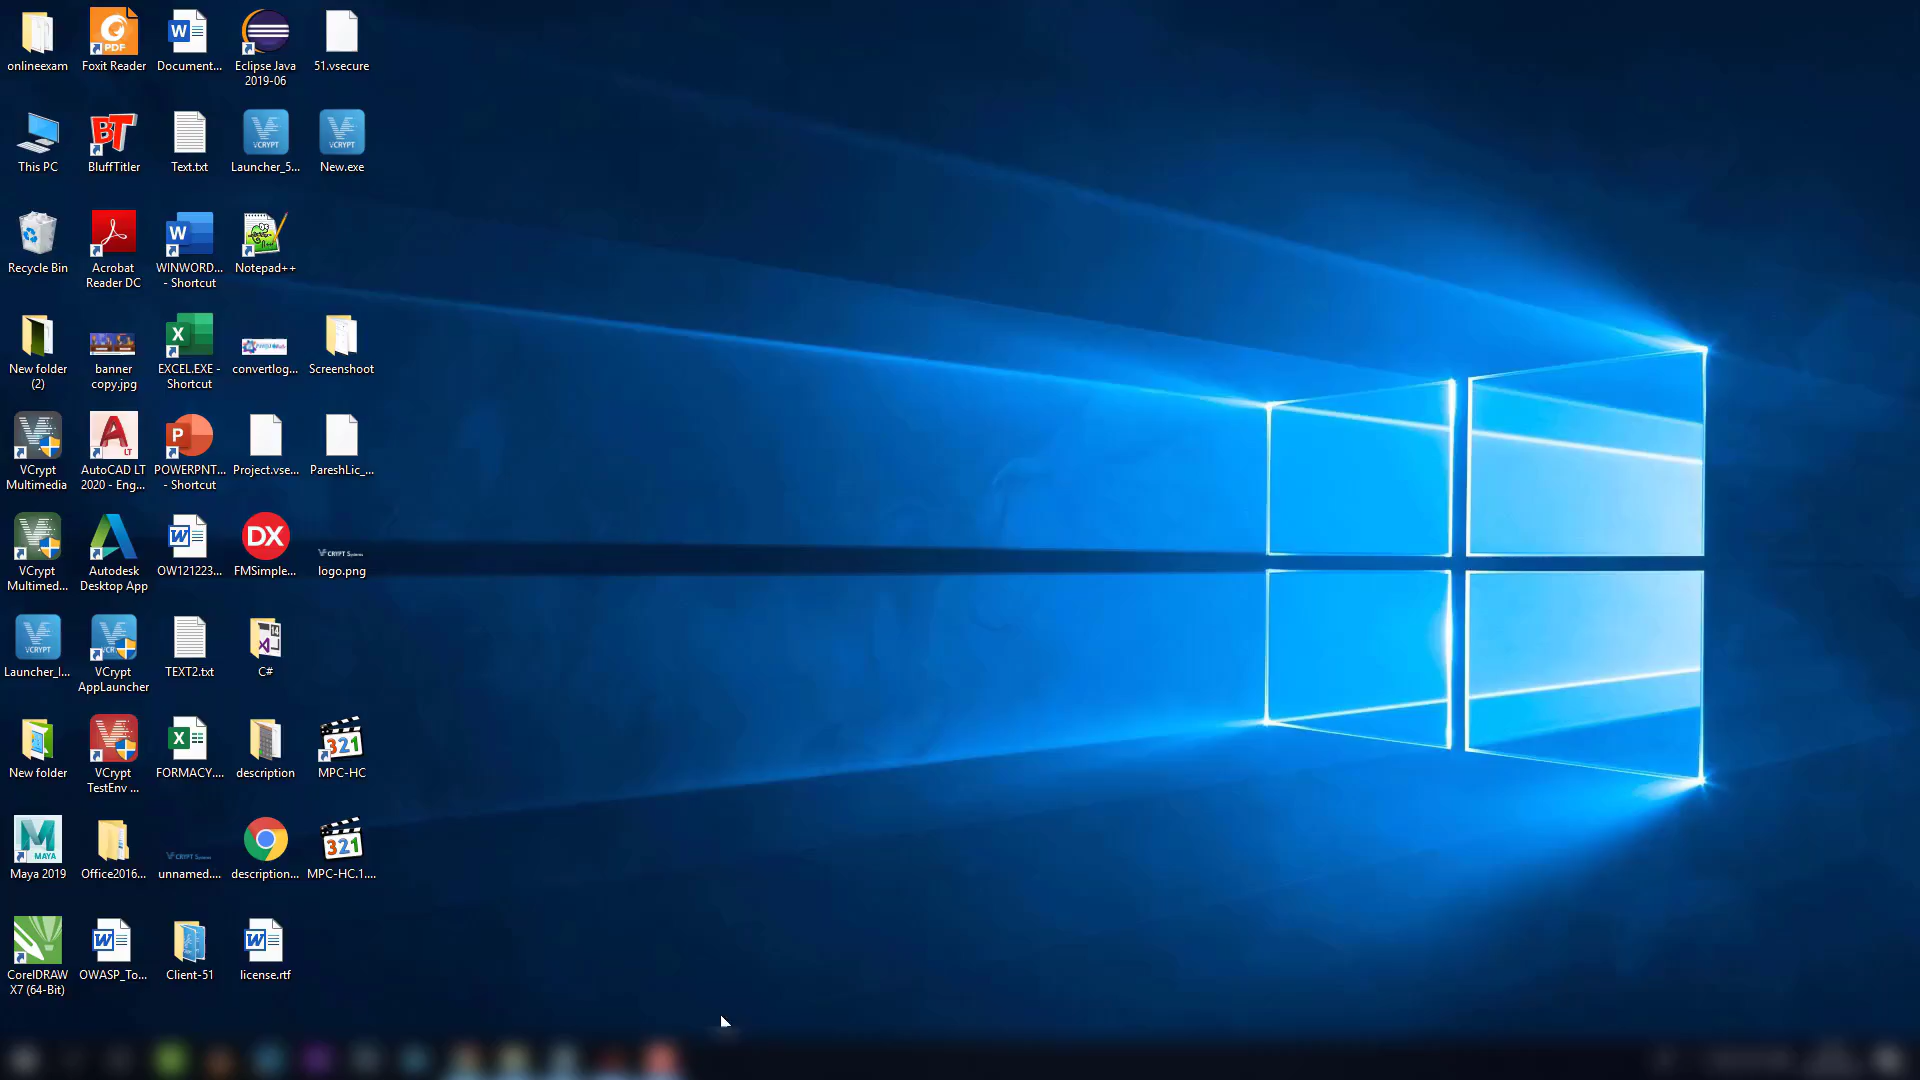 onlineexam
Foxit Reader
Document...
Eclipse Java
2019-06
51.vsecure
This PC
BluffTitler
Text.txt
Launcher_5...
New.exe
Recycle Bin
Acrobat
Reader DC
WINWORD...
- Shortcut
Notepad++
New folder
(2)
banner
copy.jpg
EXCEL.EXE -
Shortcut
convertlog...
Screenshoot
VCrypt
Multimedia
AutoCAD LT
2020 - Eng...
POWERPNT...
- Shortcut
Project.vse...
PareshLic_...
VCrypt
Multimed...
Autodesk
Desktop App
OW121223...
FMSimple...
logo.png
Launcher_I...
VCrypt
AppLauncher
TEXT2.txt
C#
New folder
VCrypt
TestEnv ...
FORMACY....
description
MPC-HC
Maya 2019
Office2016...
unnamed....
description...
MPC-HC.1....
CorelDRAW
X7 (64-Bit)
OWASP_To...
Client-51
license.rtf